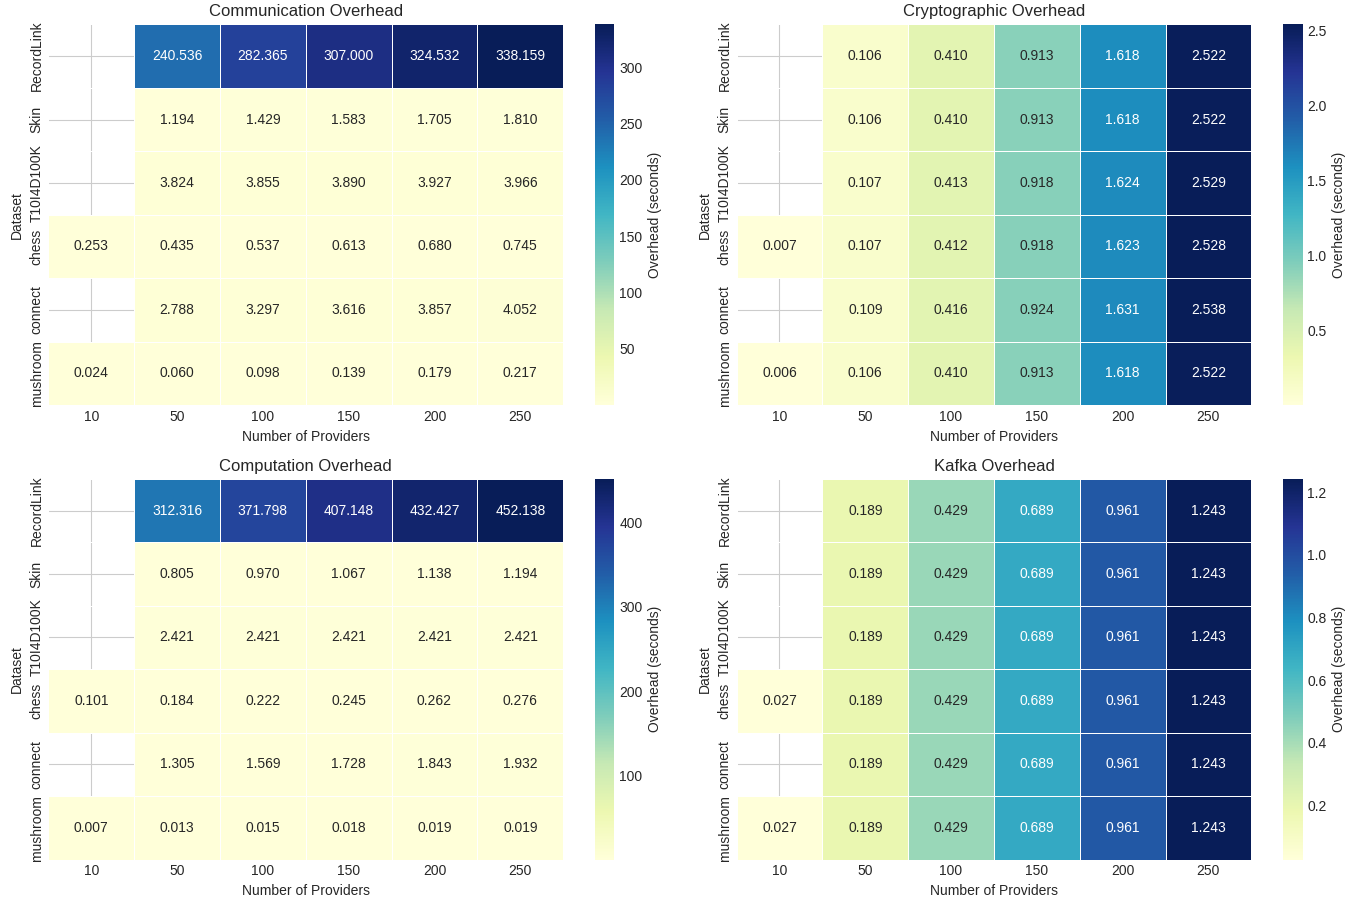 Communication Overhead
RecordLink 240.536 282.365 307.000 324.532 338.159
Skin 1.194 1.429 1.583 1.705 1.810
T10I4D100K 3.824 3.855 3.890 3.927 3.966
chess 0.253 0.435 0.537 0.613 0.680 0.745
connect 2.788 3.297 3.616 3.857 4.052
mushroom 0.024 0.060 0.098 0.139 0.179 0.217
Dataset
10 50 100 150 200 250
Number of Providers
300
250
200
150
100
50
Overhead (seconds)
Cryptographic Overhead
RecordLink 0.106 0.410 0.913 1.618 2.522
Skin 0.106 0.410 0.913 1.618 2.522
T10I4D100K 0.107 0.413 0.918 1.624 2.529
chess 0.007 0.107 0.412 0.918 1.623 2.528
connect 0.109 0.416 0.924 1.631 2.538
mushroom 0.006 0.106 0.410 0.913 1.618 2.522
Dataset
10 50 100 150 200 250
Number of Providers
2.5
2.0
1.5
1.0
0.5
Overhead (seconds)
Computation Overhead
RecordLink 312.316 371.798 407.148 432.427 452.138
Skin 0.805 0.970 1.067 1.138 1.194
T10I4D100K 2.421 2.421 2.421 2.421 2.421
chess 0.101 0.184 0.222 0.245 0.262 0.276
connect 1.305 1.569 1.728 1.843 1.932
mushroom 0.007 0.013 0.015 0.018 0.019 0.019
Dataset
10 50 100 150 200 250
Number of Providers
400
300
200
100
Overhead (seconds)
Kafka Overhead
RecordLink 0.189 0.429 0.689 0.961 1.243
Skin 0.189 0.429 0.689 0.961 1.243
T10I4D100K 0.189 0.429 0.689 0.961 1.243
chess 0.027 0.189 0.429 0.689 0.961 1.243
connect 0.189 0.429 0.689 0.961 1.243
mushroom 0.027 0.189 0.429 0.689 0.961 1.243
Dataset
10 50 100 150 200 250
Number of Providers
1.2
1.0
0.8
0.6
0.4
0.2
Overhead (seconds)